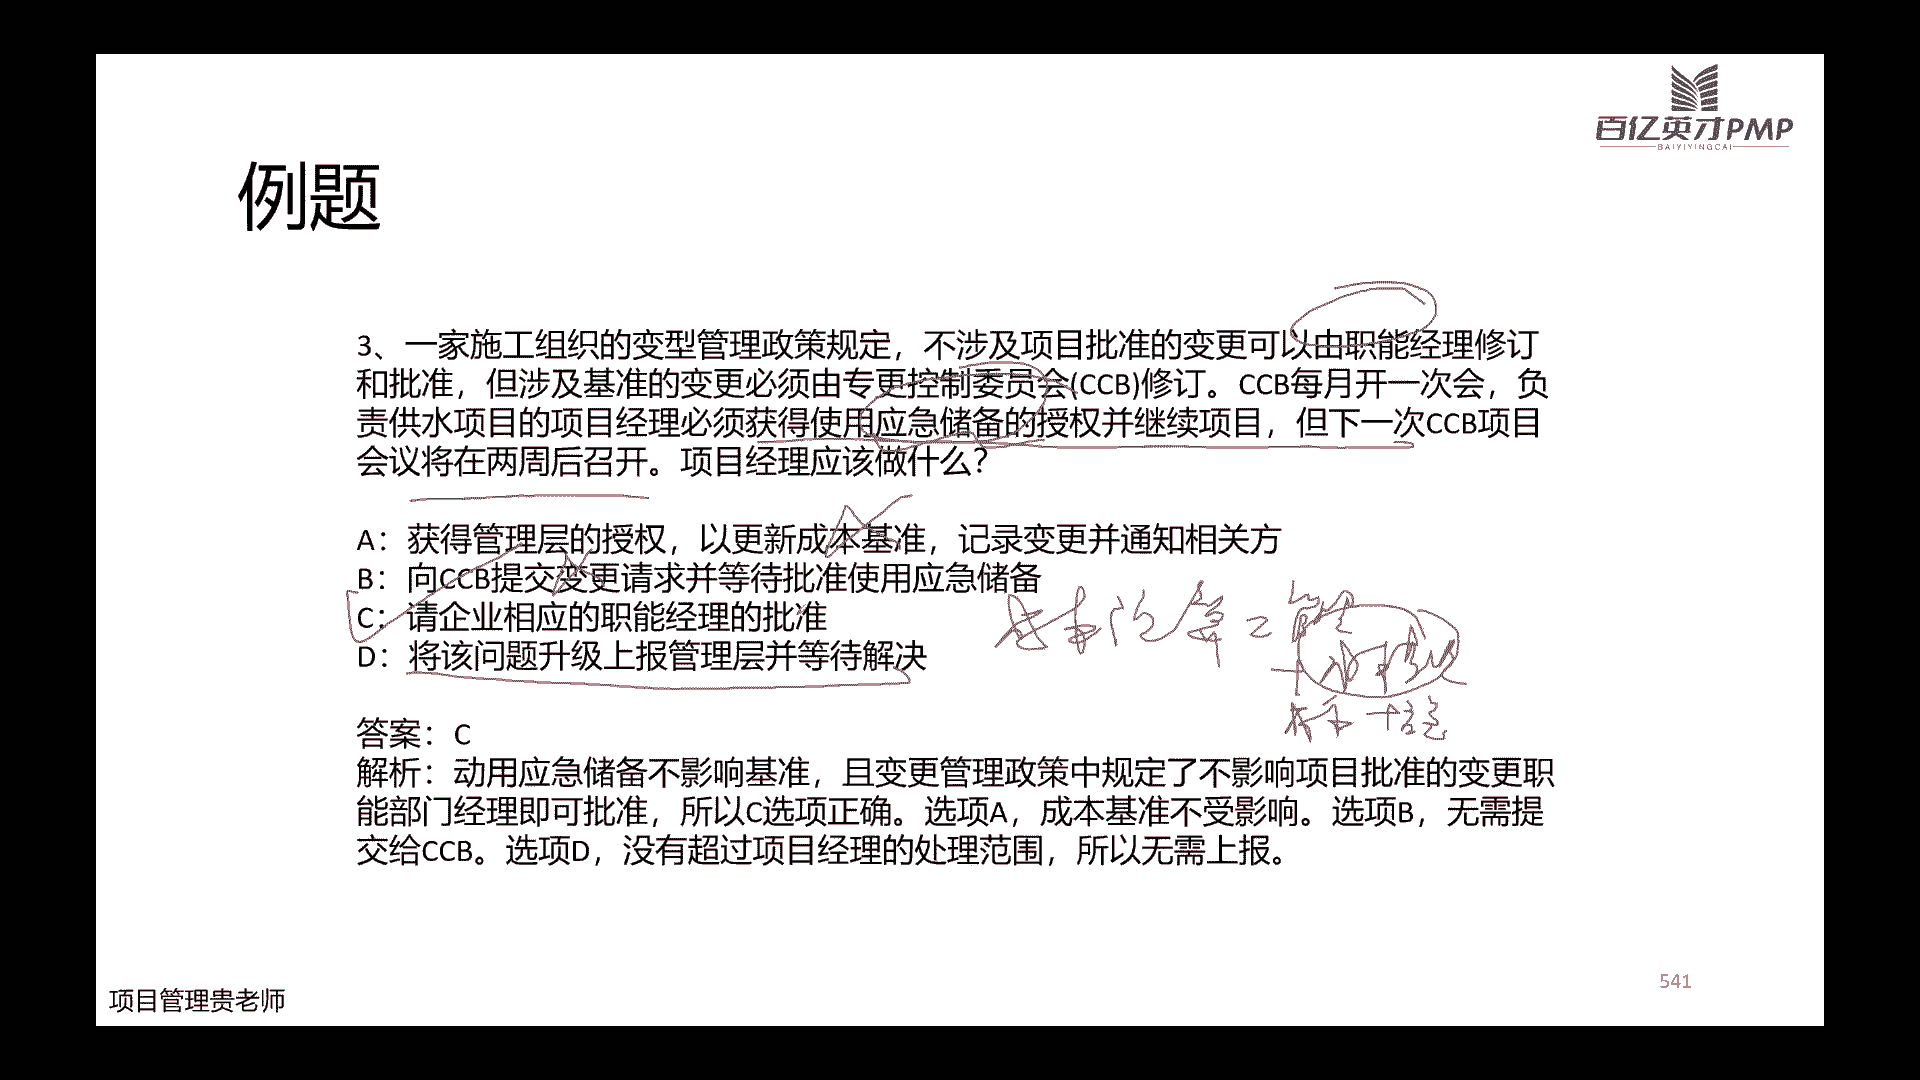 百亿英才PMP
BAIYIYINGCAI
例题
3、一家施工组织的变型管理政策规定，不涉及项目批准的变更可以由职能经理修订
和批准，但涉及基准的变更必须由专更控制委员会(CCB)修订。CCB每月开一次会，负
责供水项目的项目经理必须获得使用应急储备的授权并继续项目，但下一次CCB项目
会议将在两周后召开。项目经理应该做什么？
A：获得管理层的授权，以更新成本基准，记录变更并通知相关方
B：向CCB提交变更请求并等待批准使用应急储备
C：请企业相应的职能经理的批准
D：将该问题升级上报管理层并等待解决
答案：C
解析：动用应急储备不影响基准，且变更管理政策中规定了不影响项目批准的变更职
能部门经理即可批准，所以C选项正确。选项A，成本基准不受影响。选项B，无需提
交给CCB。选项D，没有超过项目经理的处理范围，所以无需上报。
项目管理贵老师
541